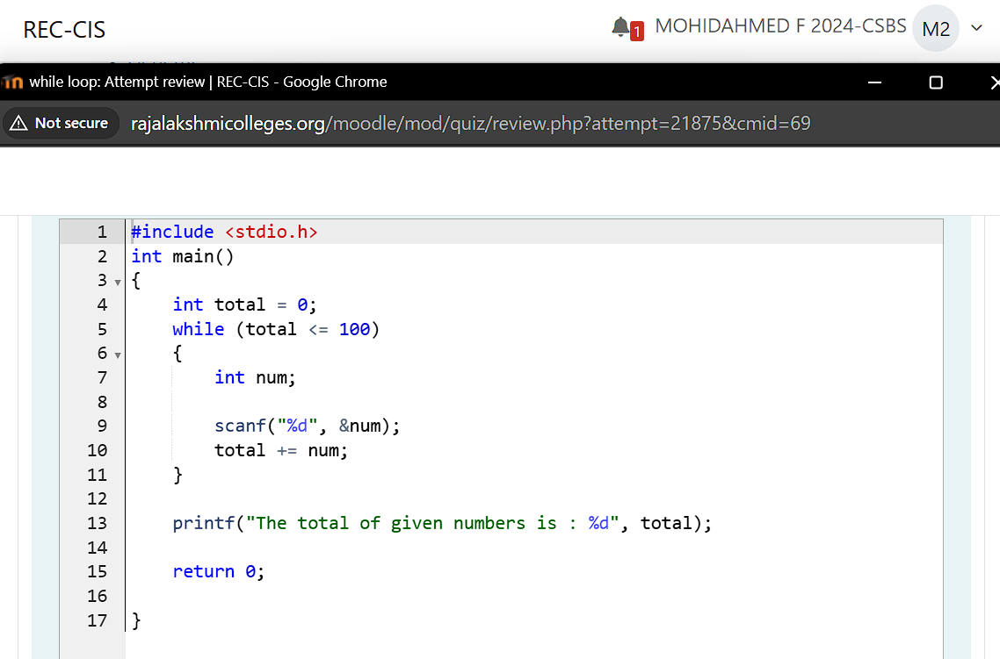 REC-CIS
1
MOHIDAHMED F 2024-CSBS
M2
while loop: Attempt review | REC-CIS - Google Chrome
Not secure
rajalakshmicolleges.org/moodle/mod/quiz/review.php?attempt=21875&cmid=69
1 #include <stdio.h>
2 int main()
3 {
4     int total = 0;
5     while (total <= 100)
6     {
7         int num;
8
9         scanf("%d", &num);
10         total += num;
11     }
12
13     printf("The total of given numbers is : %d", total);
14
15     return 0;
16
17 }